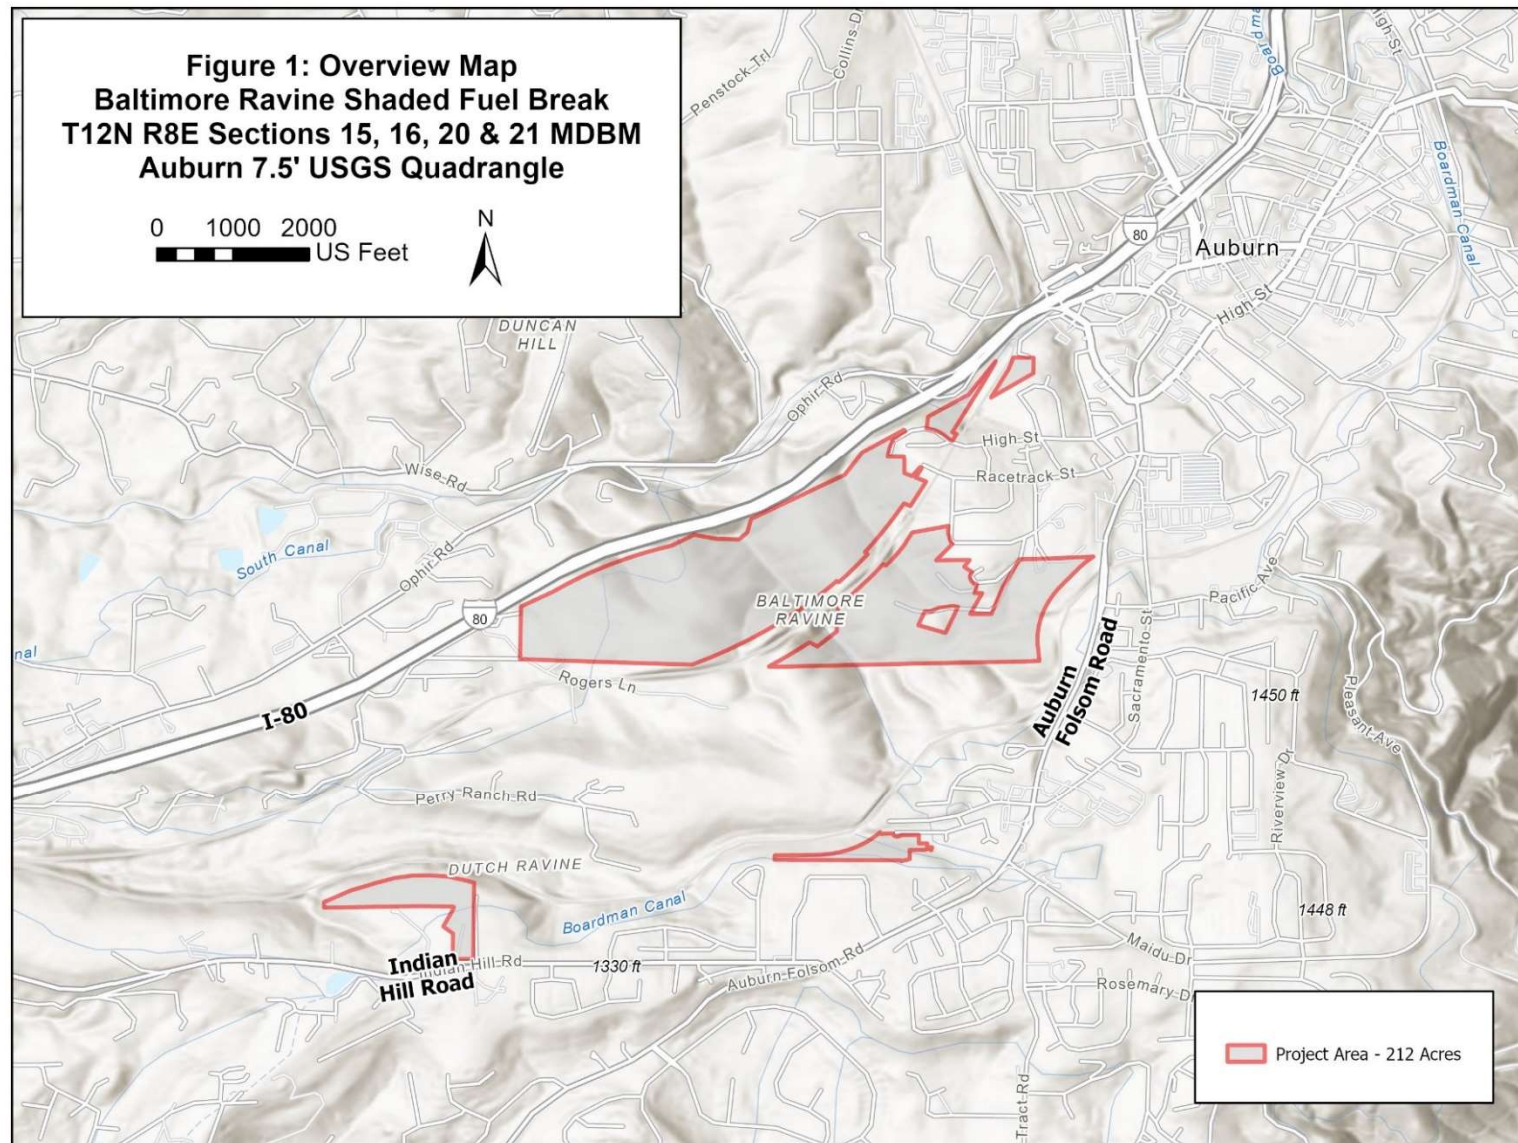 Figure 1: Overview Map
Baltimore Ravine Shaded Fuel Break
T12N R8E Sections 15, 16, 20 & 21 MDBM
Auburn 7.5' USGS Quadrangle
0 1000 2000
US Feet
N
Penstock Trl
Collins Dr
Boardman
High St
Boardman Canal
80
Auburn
High St
DUNCAN
HILL
Ophir Rd
Wise Rd
High St
Racetrack St
South Canal
Ophir Rd
80
BALTIMORE
RAVINE
Pacific Ave
Sacramento St
Auburn
Folsom Road
Rogers Ln
I-80
1450 ft
Pleasant Ave
Riverview Dr
Perry Ranch Rd
DUTCH RAVINE
Boardman Canal
1448 ft
Maidu Dr
Indian
Hill Road
Indian Hill Rd
1330 ft
Auburn Folsom Rd
Rosemary Dr
Tract Rd
Project Area - 212 Acres